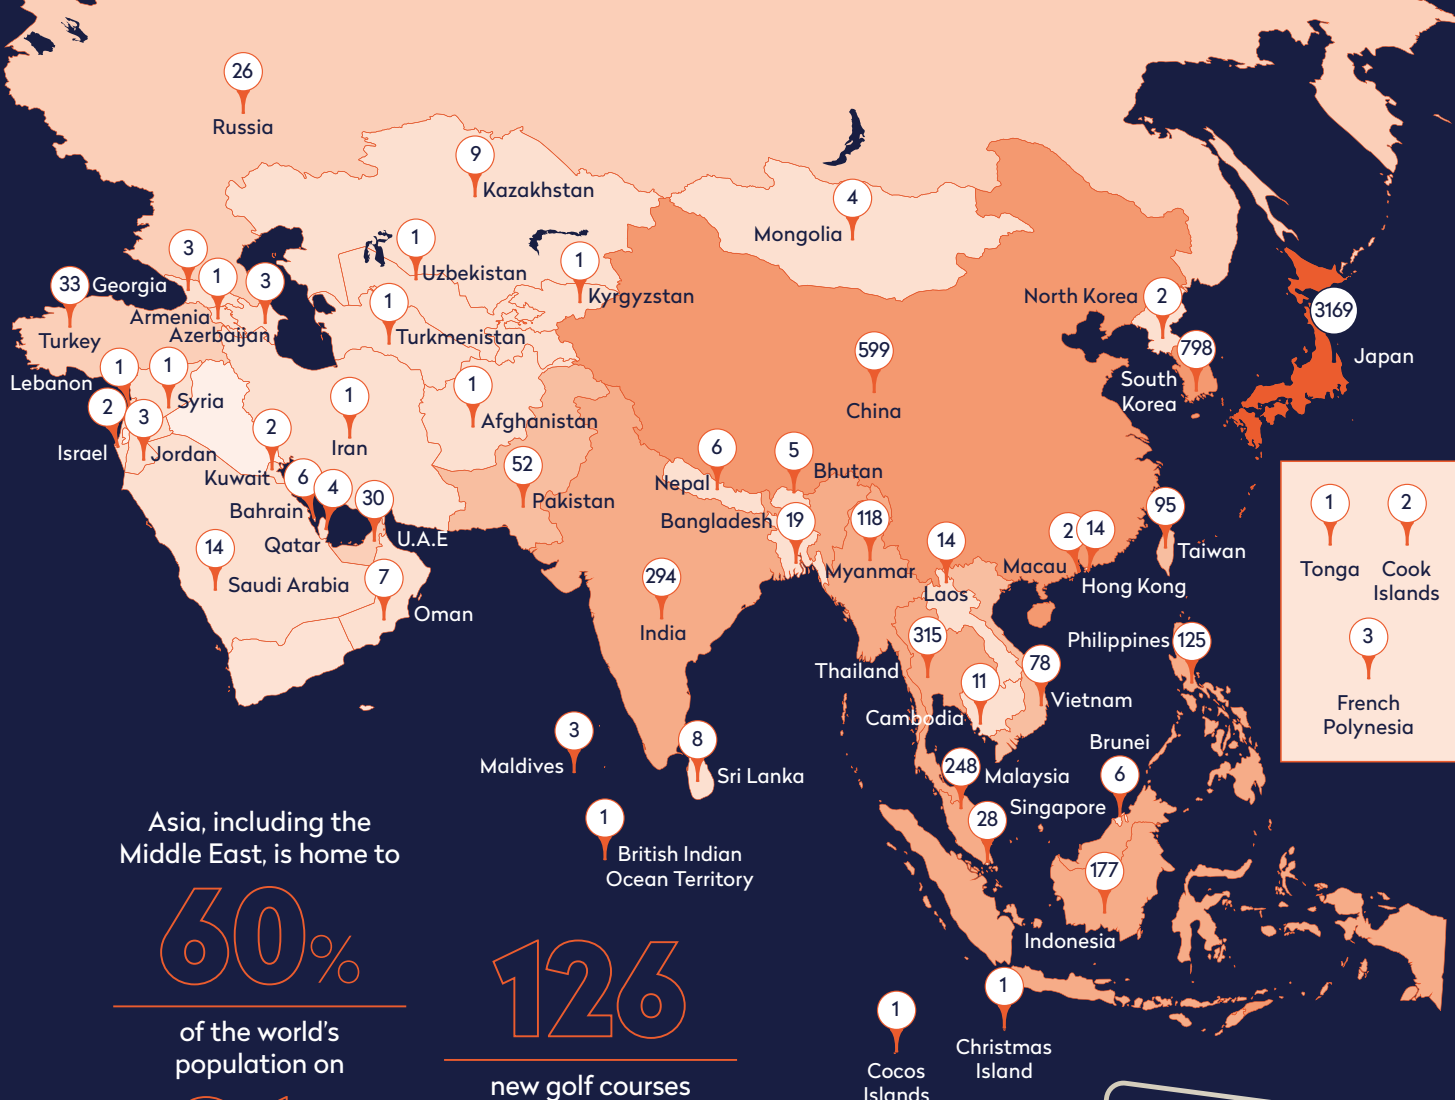 26
Russia
9
Kazakhstan
4
Mongolia
3
Georgia
1
Armenia
3
Azerbaijan
33
Turkey
1
Uzbekistan
1
Kyrgyzstan
1
Turkmenistan
North Korea
2
3169
Japan
798
South
Korea
599
China
1
Lebanon
1
Syria
2
Israel
3
Jordan
2
Kuwait
1
Iran
1
Afghanistan
6
Bahrain
4
Qatar
30
U.A.E
52
Pakistan
6
Nepal
5
Bhutan
Bangladesh
19
118
Myanmar
14
Laos
2
Macau
14
Hong Kong
95
Taiwan
14
Saudi Arabia
7
Oman
294
India
315
Thailand
11
Cambodia
78
Vietnam
Philippines
125
1
Tonga
2
Cook
Islands
3
French
Polynesia
3
Maldives
8
Sri Lanka
1
British Indian
Ocean Territory
248
Malaysia
28
Singapore
Brunei
6
177
Indonesia
1
Christmas
Island
1
Cocos
Islands
Asia, including the
Middle East, is home to
60%
of the world's
population on
126
new golf courses